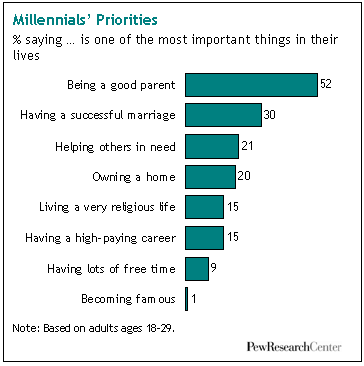 Millennials’ Priorities
% saying … is one of the most important things in their
lives
Being a good parent 52
Having a successful marriage 30
Helping others in need 21
Owning a home 20
Living a very religious life 15
Having a high-paying career 15
Having lots of free time 9
Becoming famous 1
Note: Based on adults ages 18-29.
PewResearchCenter